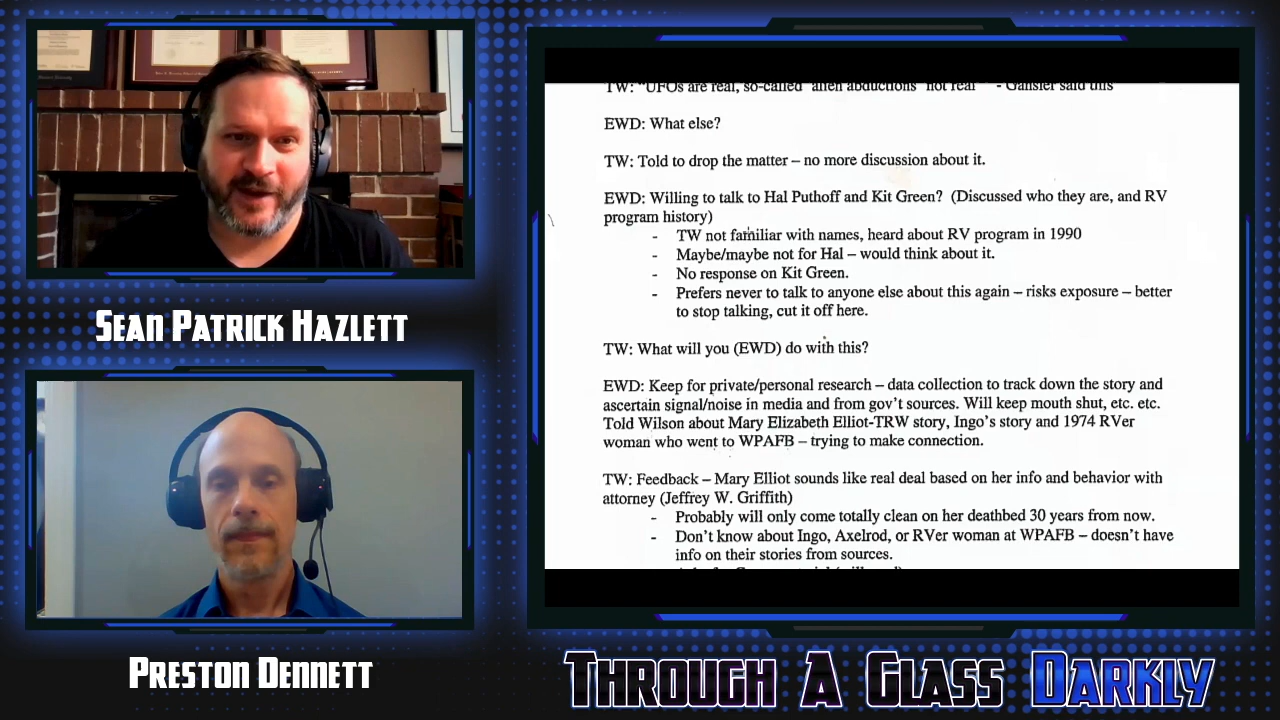 TW: "UFOs are real, so-called "alien abductions" not real" - Gansler said this
EWD: What else?
TW: Told to drop the matter – no more discussion about it.
EWD: Willing to talk to Hal Puthoff and Kit Green? (Discussed who they are, and RV
program history)
- TW not familiar with names, heard about RV program in 1990
- Maybe/maybe not for Hal – would think about it.
- No response on Kit Green.
- Prefers never to talk to anyone else about this again – risks exposure – better
to stop talking, cut it off here.
TW: What will you (EWD) do with this?
EWD: Keep for private/personal research – data collection to track down the story and
ascertain signal/noise in media and from gov't sources. Will keep mouth shut, etc. etc.
Told Wilson about Mary Elizabeth Elliot-TRW story, Ingo's story and 1974 RVer
woman who went to WPAFB – trying to make connection.
TW: Feedback – Mary Elliot sounds like real deal based on her info and behavior with
attorney (Jeffrey W. Griffith)
- Probably will only come totally clean on her deathbed 30 years from now.
- Don't know about Ingo, Axelrod, or RVer woman at WPAFB – doesn't have
info on their stories from sources.
SEAN PATRICK HAZLETT
PRESTON DENNETT
THROUGH A GLASS DARKLY